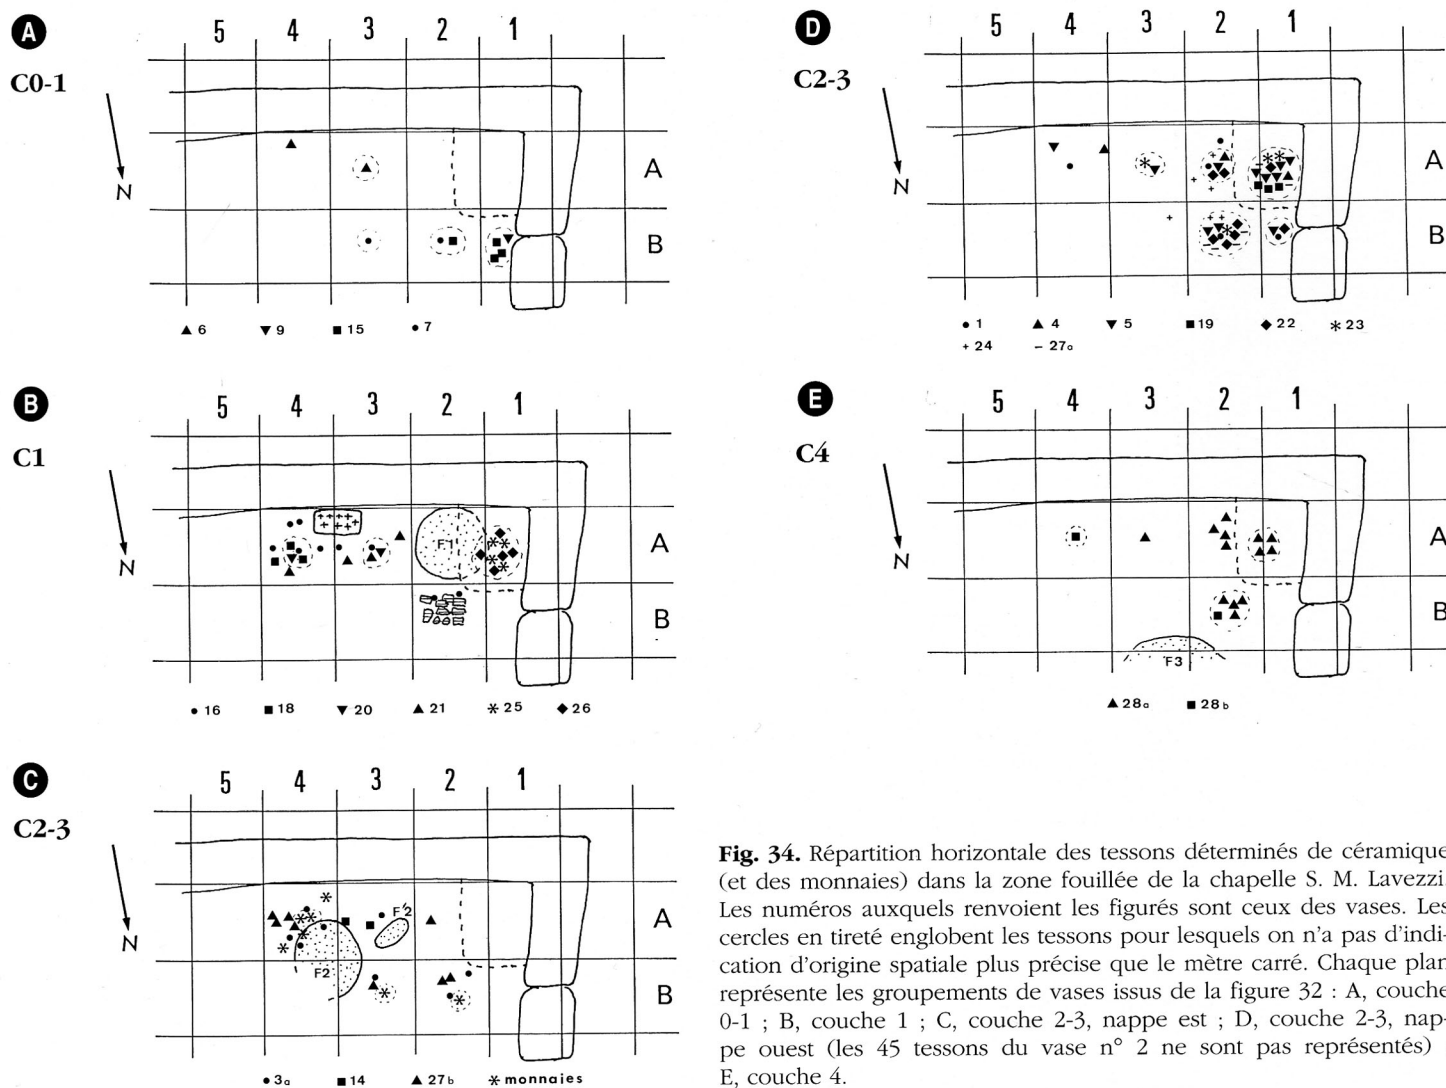 A
C0-1
5 4 3 2 1
N
A
B
▲ 6 ▼ 9 ■ 15 • 7
B
C1
5 4 3 2 1
N
F1
A
B
• 16 ■ 18 ▼ 20 ▲ 21 * 25 ◆ 26
C
C2-3
5 4 3 2 1
N
F'2
F2
A
B
• 3a ■ 14 ▲ 27b * monnaies
D
C2-3
5 4 3 2 1
N
A
B
• 1 ▲ 4 ▼ 5 ■ 19 ◆ 22 * 23
+ 24 – 27a
E
C4
5 4 3 2 1
N
F3
A
B
▲ 28a ■ 28b
Fig. 34. Répartition horizontale des tessons déterminés de céramique
(et des monnaies) dans la zone fouillée de la chapelle S. M. Lavezzi.
Les numéros auxquels renvoient les figurés sont ceux des vases. Les
cercles en tireté englobent les tessons pour lesquels on n'a pas d'indi-
cation d'origine spatiale plus précise que le mètre carré. Chaque plan
représente les groupements de vases issus de la figure 32 : A, couche
0-1 ; B, couche 1 ; C, couche 2-3, nappe est ; D, couche 2-3, nap-
pe ouest (les 45 tessons du vase n° 2 ne sont pas représentés)
E, couche 4.